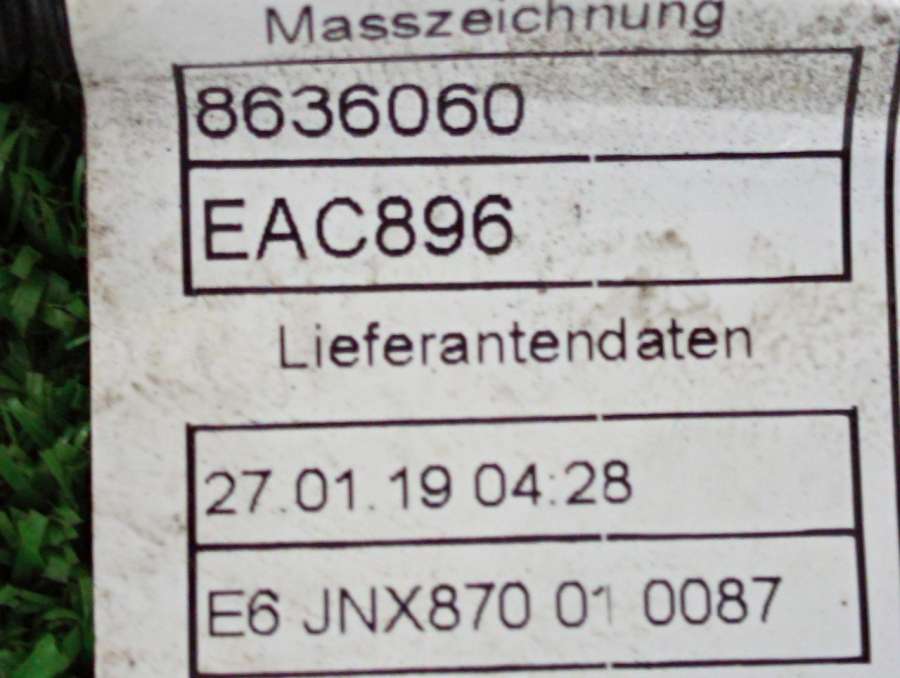 Masszeichnung
8636060
EAC896
Lieferantendaten
27.01.19 04:28
E6 JNX870 01 0087